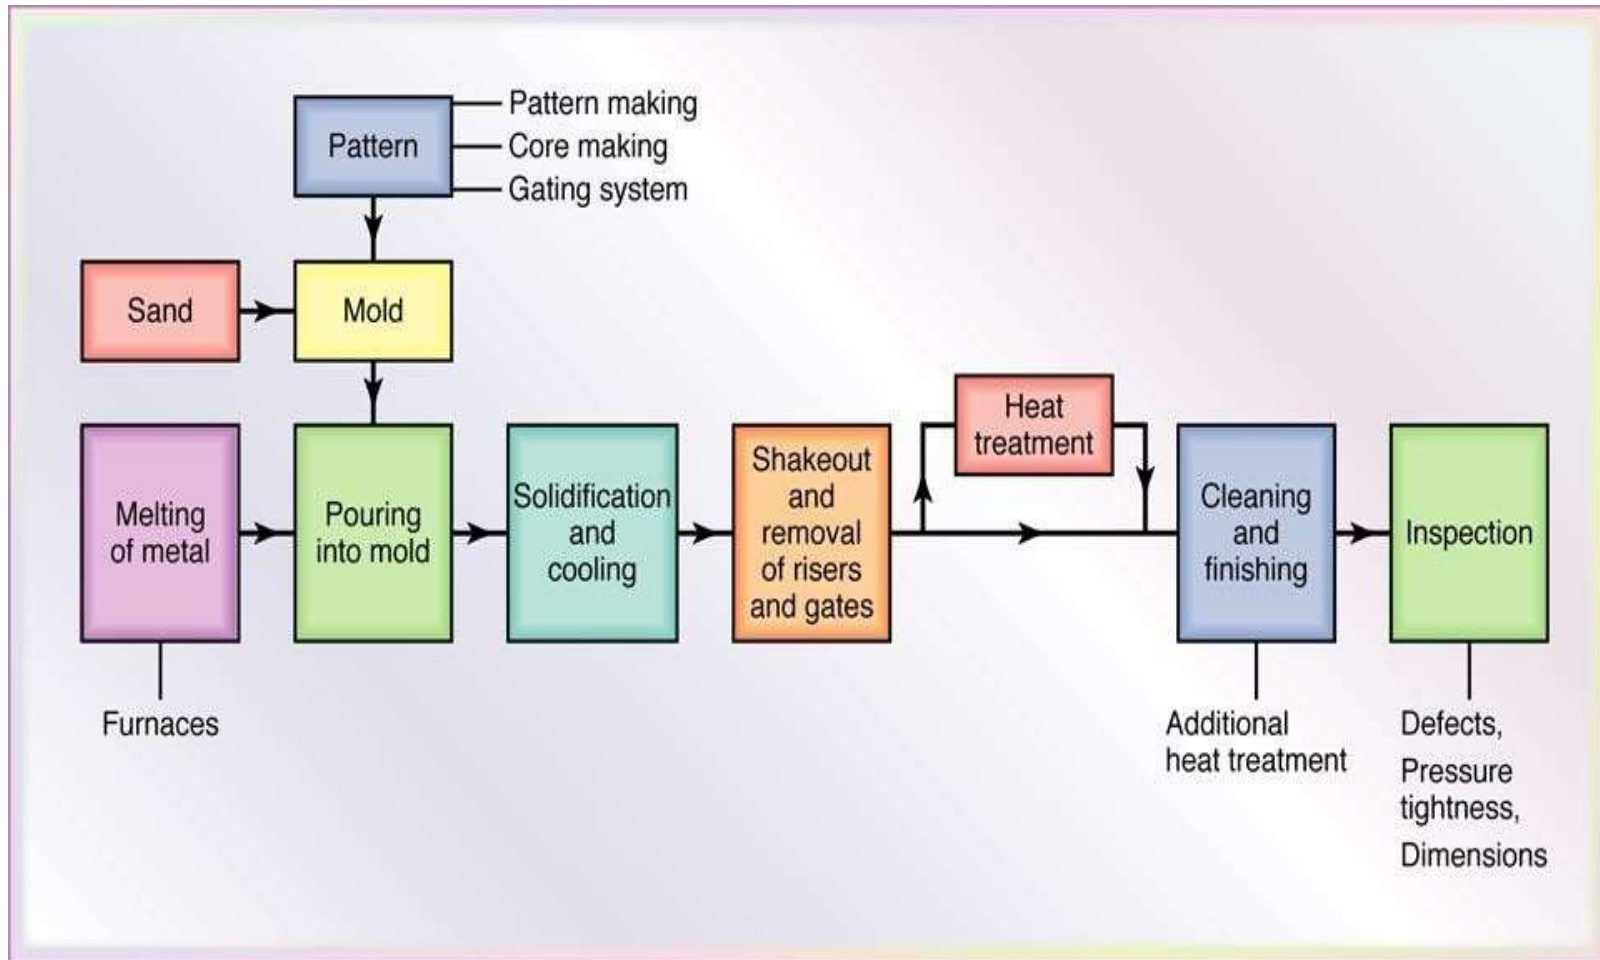 Pattern
Pattern making
Core making
Gating system
Sand
Mold
Melting
of metal
Pouring
into mold
Solidification
and
cooling
Shakeout
and
removal
of risers
and gates
Heat
treatment
Cleaning
and
finishing
Inspection
Furnaces
Additional
heat treatment
Defects,
Pressure
tightness,
Dimensions